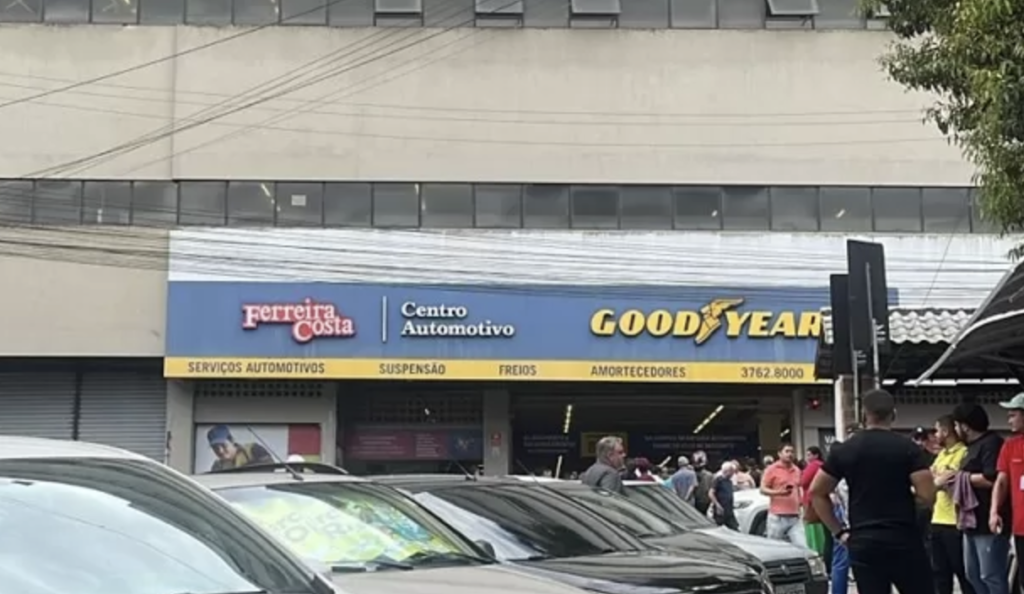 Ferreira Costa
Centro Automotivo
GOODYEAR
SERVIÇOS AUTOMOTIVOS SUSPENSÃO FREIOS AMORTECEDORES 3762.8000